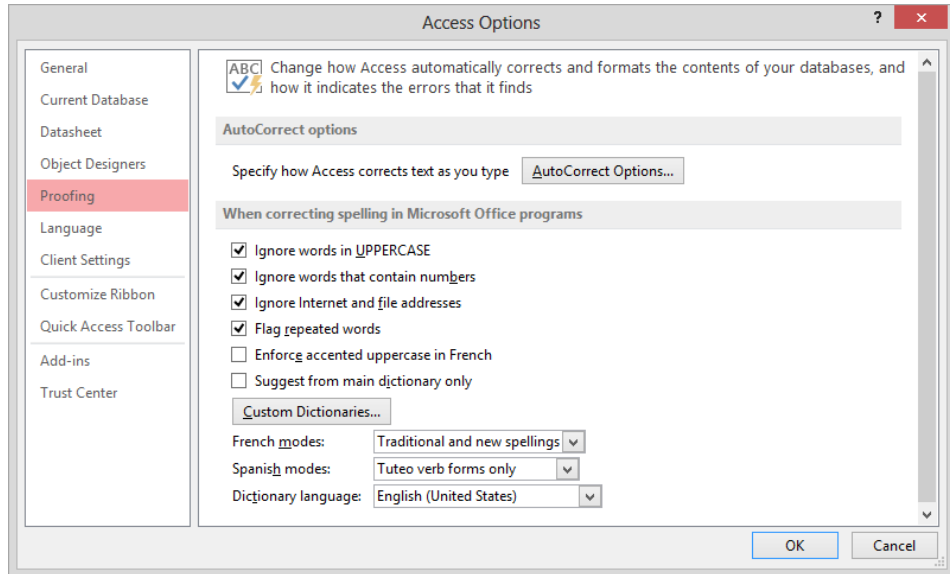 Access Options
?
General
Current Database
Datasheet
Object Designers
Proofing
Language
Client Settings
Customize Ribbon
Quick Access Toolbar
Add-ins
Trust Center
ABC
Change how Access automatically corrects and formats the contents of your databases, and
how it indicates the errors that it finds
AutoCorrect options
Specify how Access corrects text as you type AutoCorrect Options...
When correcting spelling in Microsoft Office programs
Ignore words in UPPERCASE
Ignore words that contain numbers
Ignore Internet and file addresses
Flag repeated words
Enforce accented uppercase in French
Suggest from main dictionary only
Custom Dictionaries...
French modes: Traditional and new spellings
Spanish modes: Tuteo verb forms only
Dictionary language: English (United States)
OK Cancel